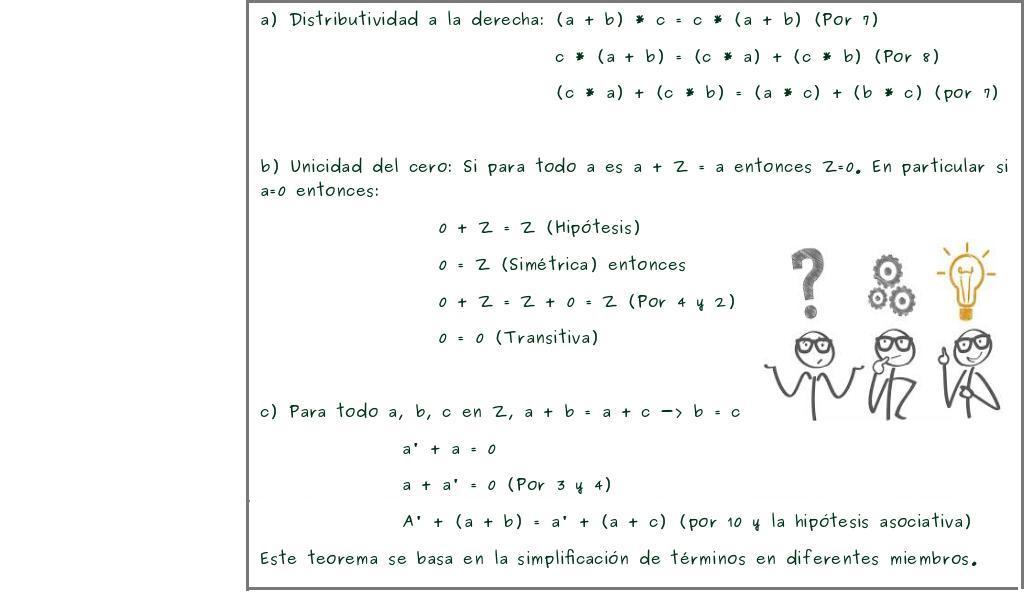 a) Distributividad a la derecha: (a + b) * c = c * (a + b) (Por 7)
c * (a + b) = (c * a) + (c * b) (Por 8)
(c * a) + (c * b) = (a * c) + (b * c) (por 7)
b) Unicidad del cero: Si para todo a es a + Z = a entonces Z=0. En particular si
a=0 entonces:
0 + Z = Z (Hipótesis)
0 = Z (Simétrica) entonces
0 + Z = Z + 0 = Z (Por 4 y 2)
0 = 0 (Transitiva)
c) Para todo a, b, c en Z, a + b = a + c —> b = c
a' + a = 0
a + a' = 0 (Por 3 y 4)
A' + (a + b) = a' + (a + c) (por 10 y la hipótesis asociativa)
Este teorema se basa en la simplificación de términos en diferentes miembros.